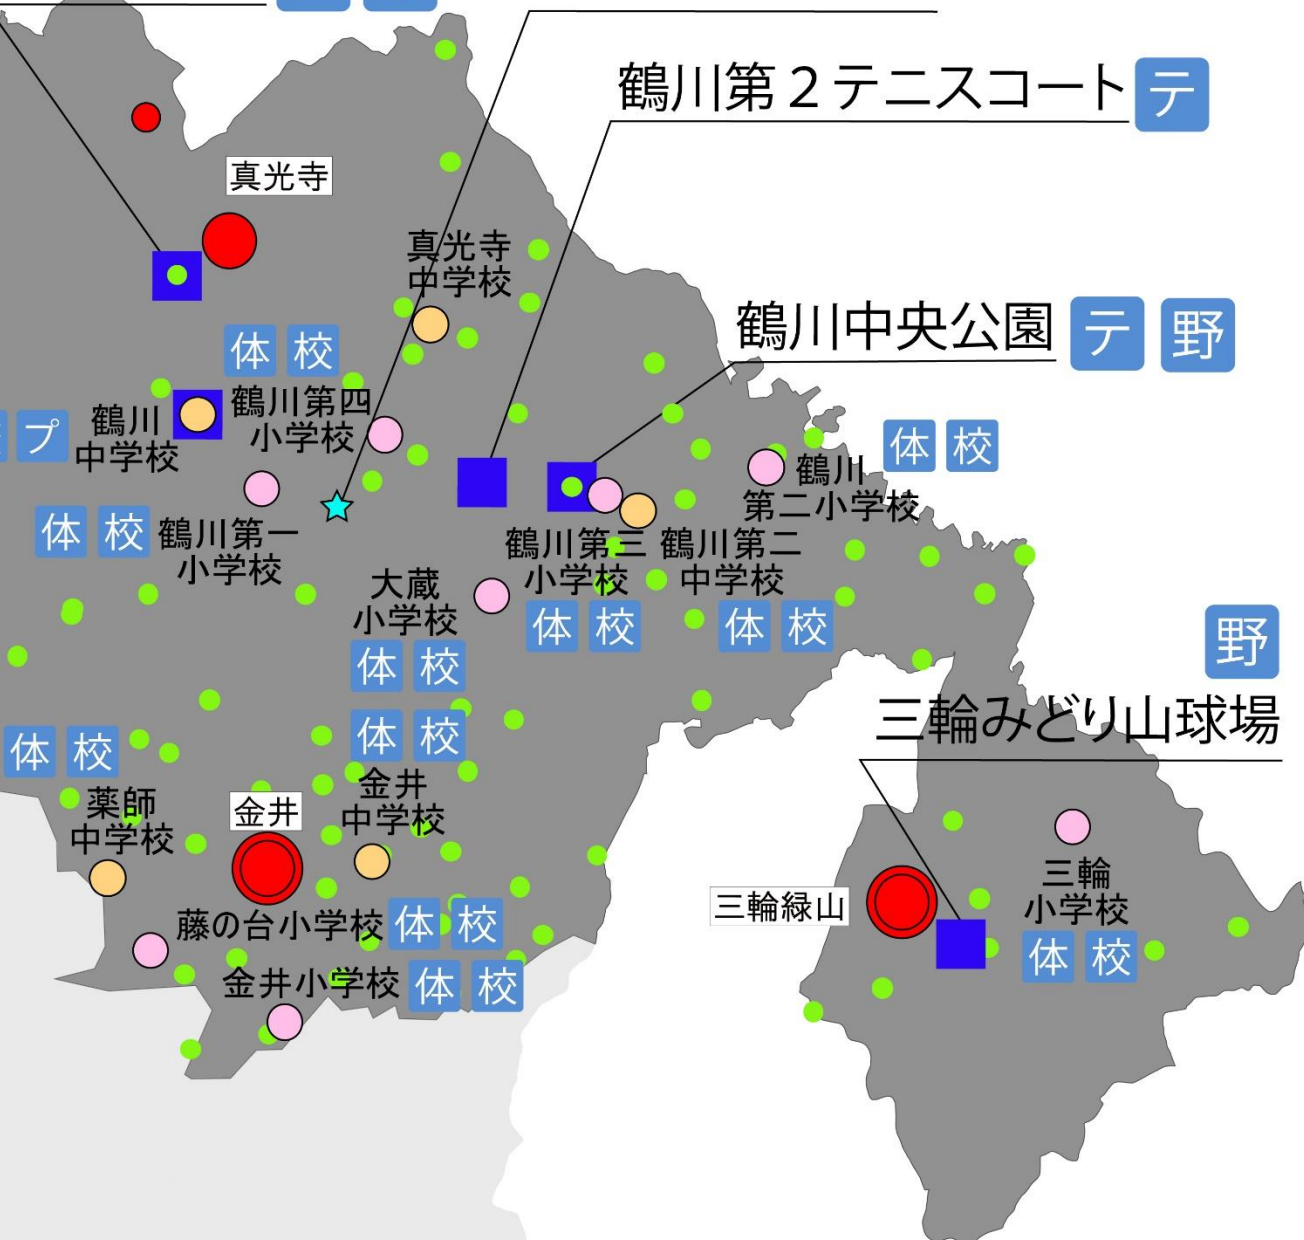 鶴川第２テニスコート テ
真光寺
真光寺
中学校
鶴川中央公園 テ 野
体 校
鶴川第四
小学校
プ
鶴川
中学校
体 校
鶴川
第二小学校
体 校
鶴川第一
小学校
鶴川第三
小学校
体 校
鶴川第二
中学校
体 校
大蔵
小学校
体 校
野
三輪みどり山球場
体 校
金井
中学校
体 校
薬師
中学校
金井
三輪
小学校
体 校
三輪緑山
藤の台小学校 体 校
金井小学校 体 校